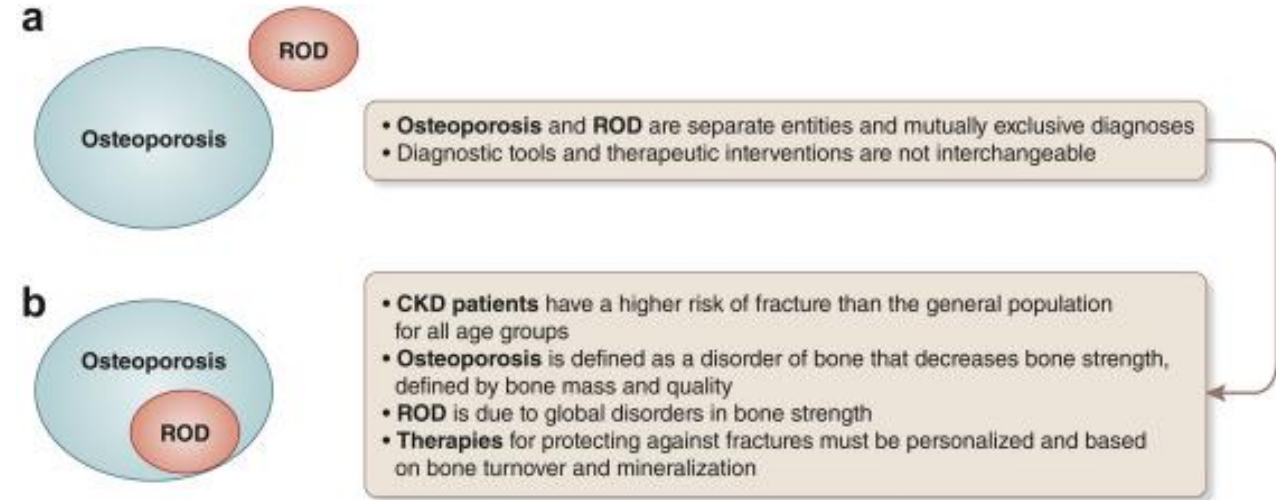 a
ROD
Osteoporosis
• Osteoporosis and ROD are separate entities and mutually exclusive diagnoses
• Diagnostic tools and therapeutic interventions are not interchangeable
b
Osteoporosis
ROD
• CKD patients have a higher risk of fracture than the general population
for all age groups
• Osteoporosis is defined as a disorder of bone that decreases bone strength,
defined by bone mass and quality
• ROD is due to global disorders in bone strength
• Therapies for protecting against fractures must be personalized and based
on bone turnover and mineralization